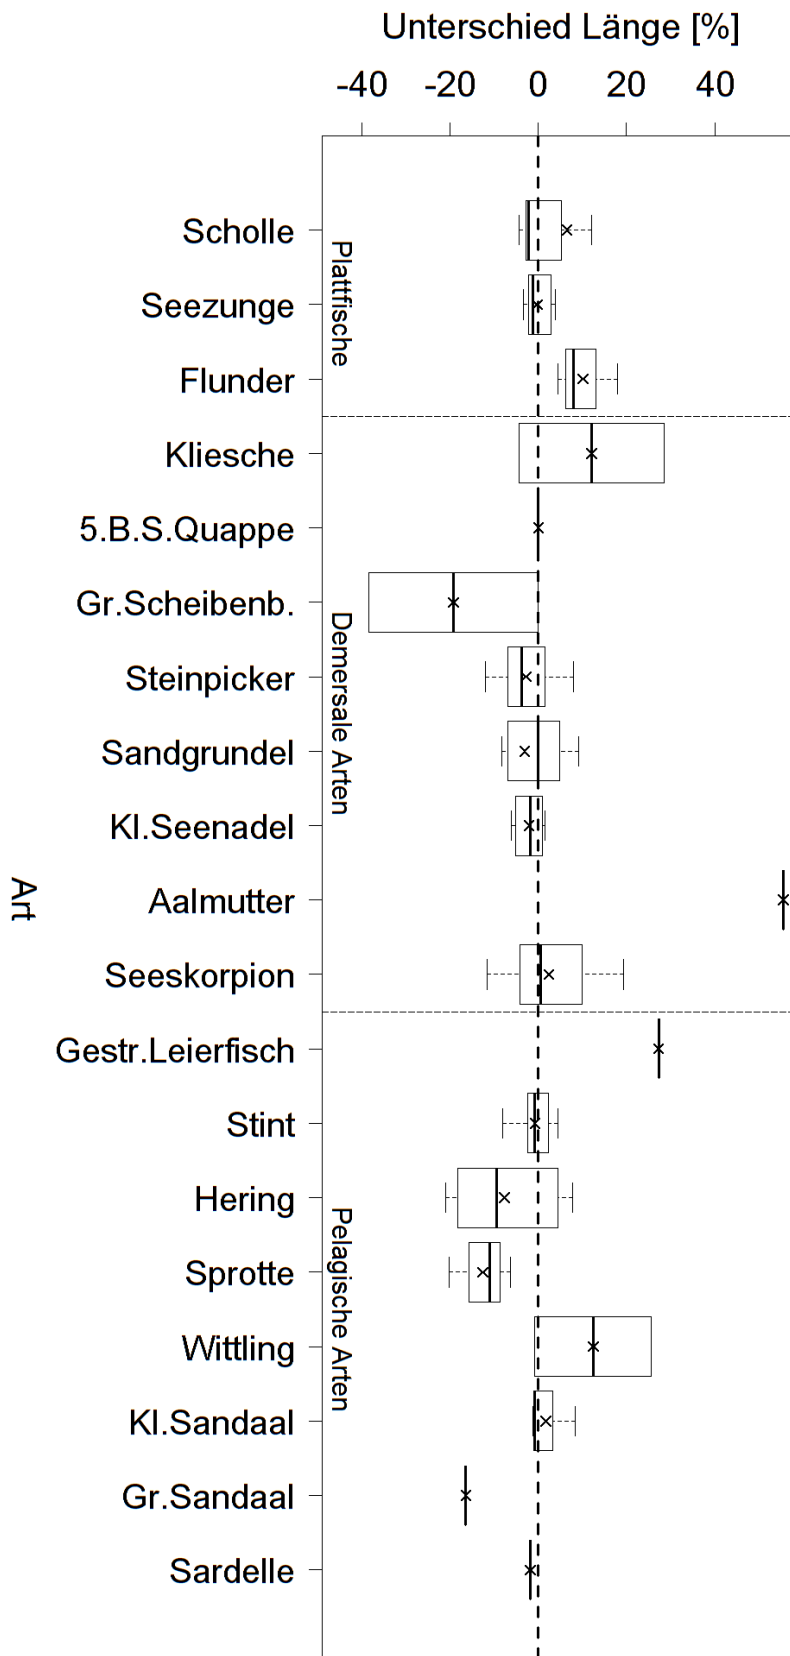 Unterschied Länge [%]
-40 -20 0 20 40
Scholle
Seezunge
Flunder
Kliesche
5.B.S.Quappe
Gr.Scheibenb.
Steinpicker
Sandgrundel
Kl.Seenadel
Aalmutter
Seeskorpion
Gestr.Leierfisch
Stint
Hering
Sprotte
Wittling
Kl.Sandaal
Gr.Sandaal
Sardelle
Plattfische
Demersale Arten
Pelagische Arten
Art